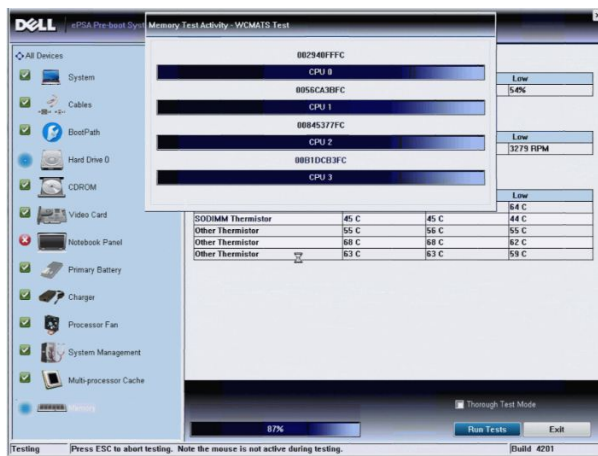 DELL
ePSA Pre-boot Syst
Memory Test Activity - WCMATS Test
002940FFFC
CPU 0
0056CA3BFC
CPU 1
00845377FC
CPU 2
00B1DCB3FC
CPU 3
All Devices
System
Cables
BootPath
Hard Drive 0
CDROM
Video Card
Notebook Panel
Primary Battery
Charger
Processor Fan
System Management
Multi-processor Cache
Memory
Low
54%
Low
3279 RPM
Low
64 C
SODIMM Thermistor 45 C 45 C 44 C
Other Thermistor 55 C 56 C 55 C
Other Thermistor 68 C 68 C 62 C
Other Thermistor 63 C 63 C 59 C
Thorough Test Mode
87%
Run Tests Exit
Testing Press ESC to abort testing. Note the mouse is not active during testing. Build 4201